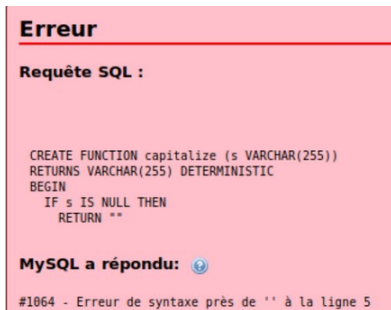 Erreur
Requête SQL :
CREATE FUNCTION capitalize (s VARCHAR(255))
RETURNS VARCHAR(255) DETERMINISTIC
BEGIN
IF s IS NULL THEN
RETURN ""
MySQL a répondu:
#1064 - Erreur de syntaxe près de '' à la ligne 5